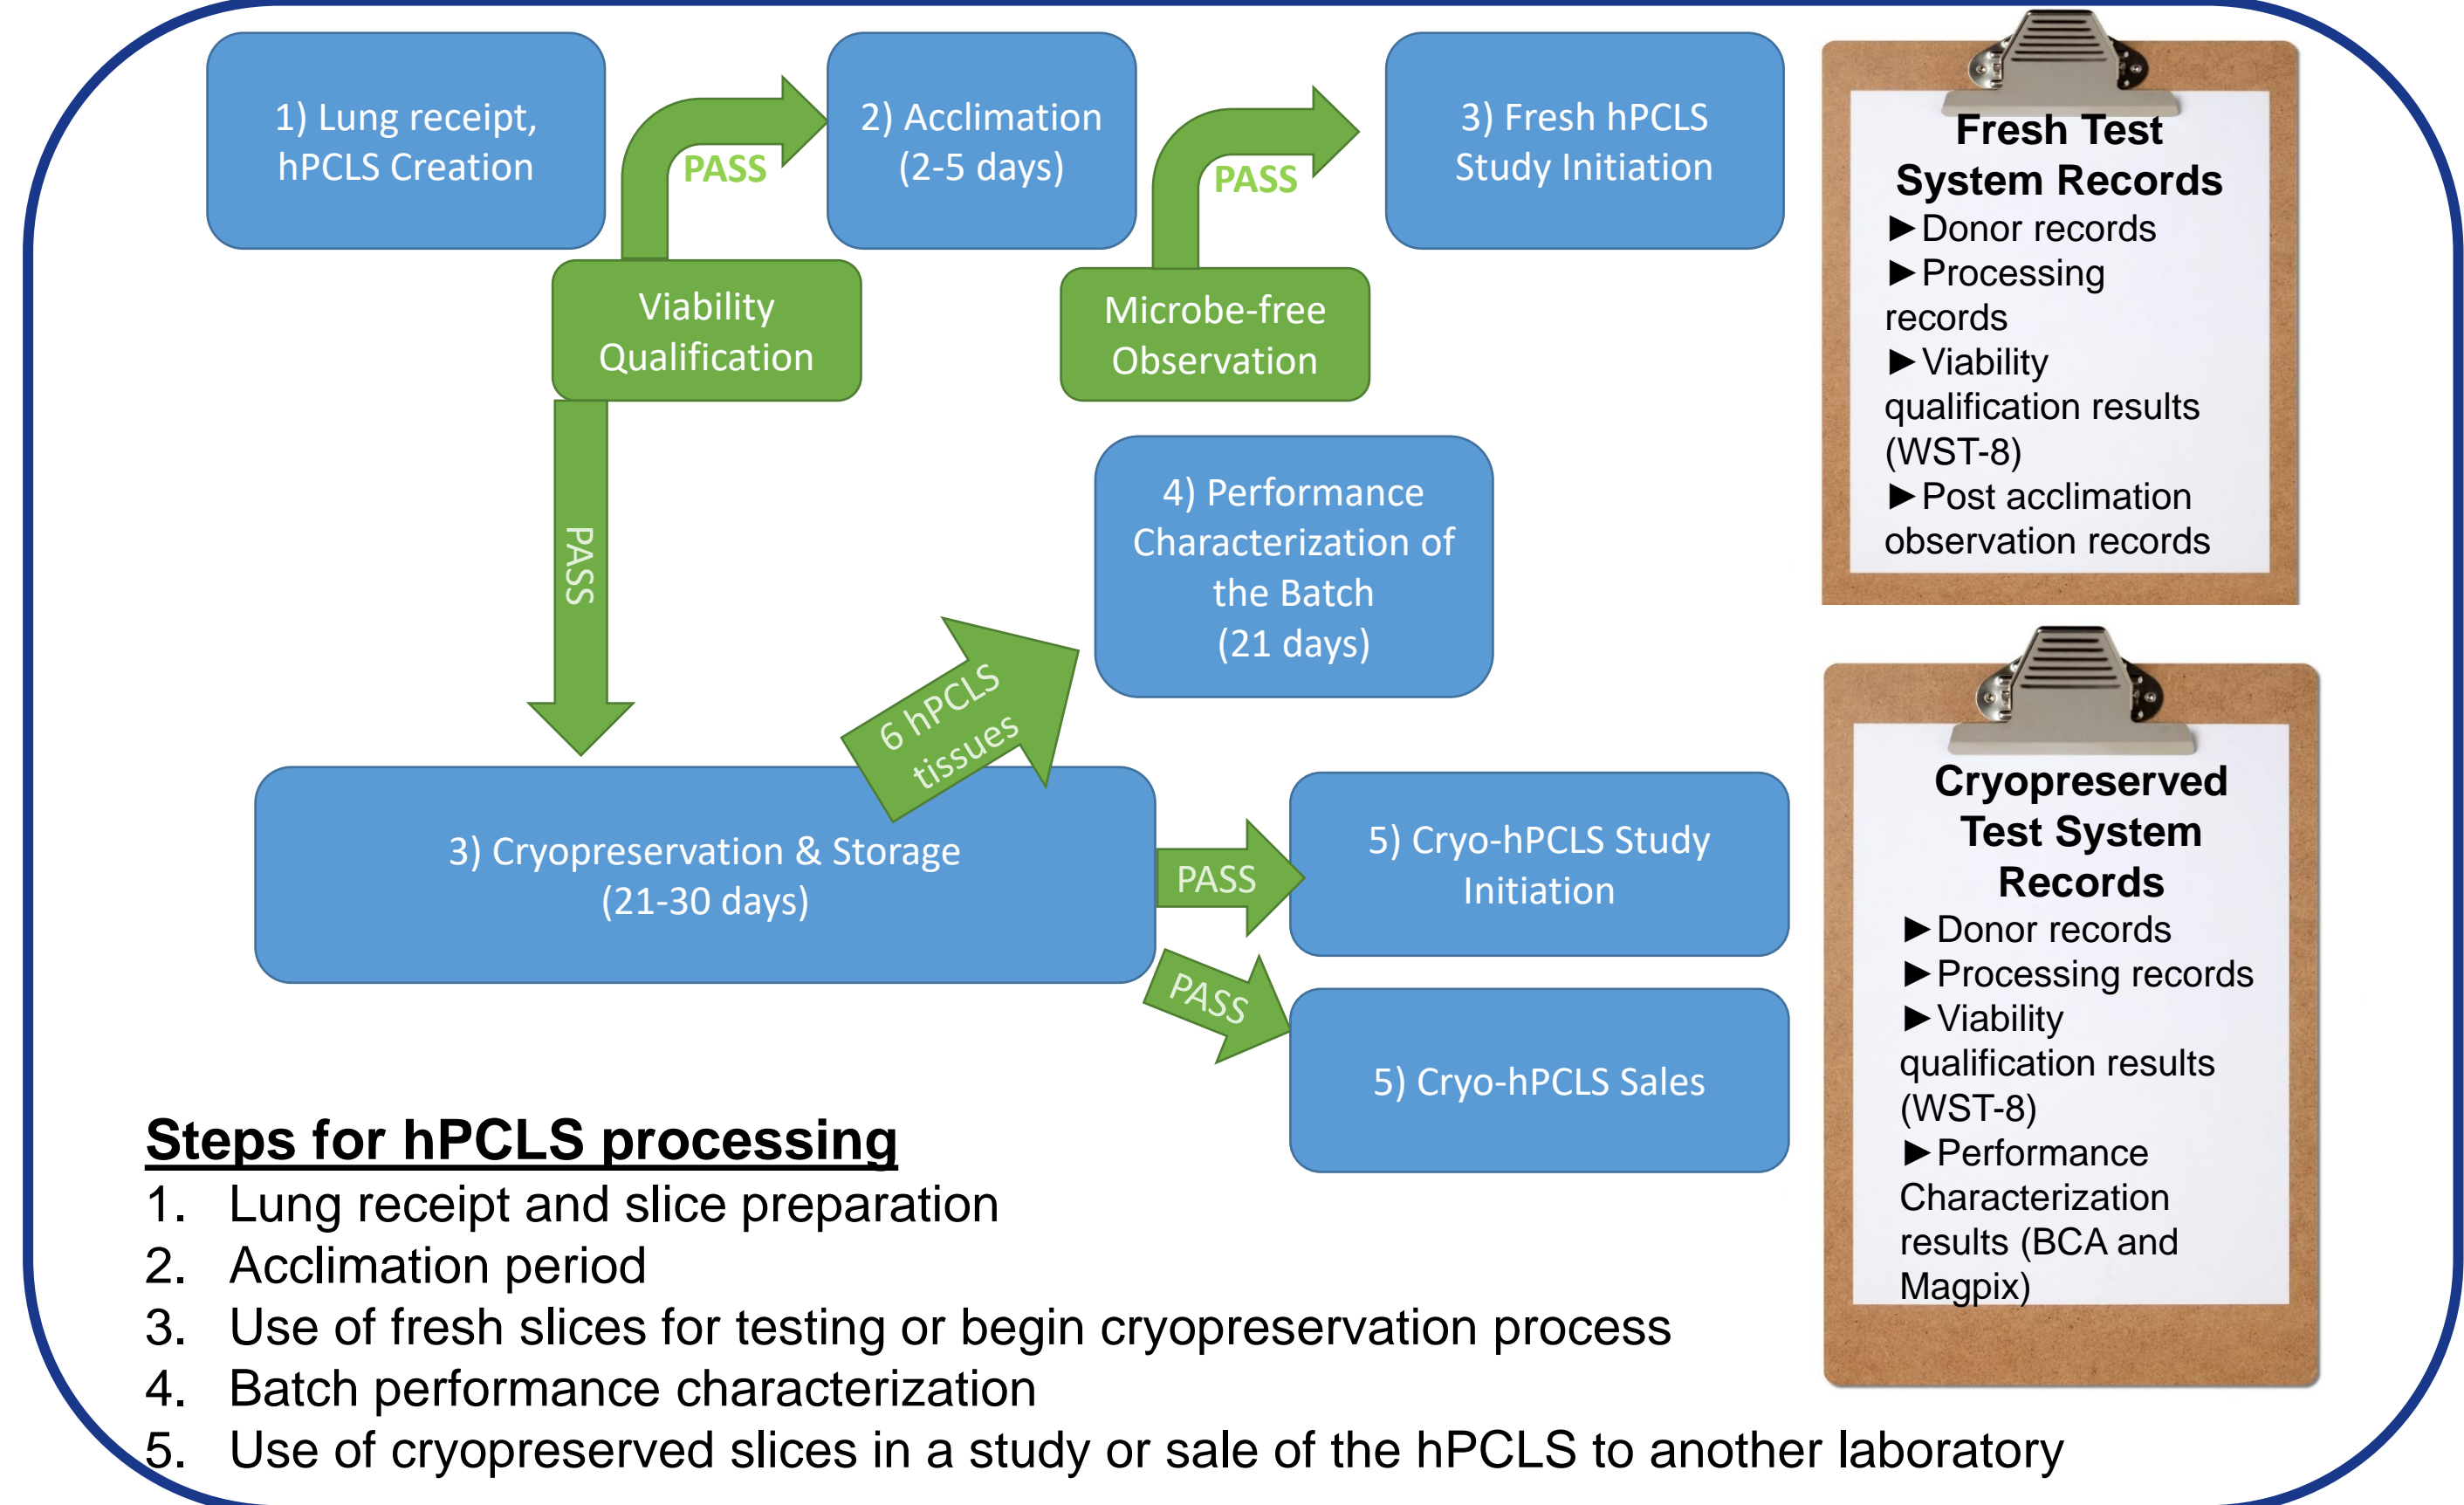 1) Lung receipt,
hPCLS Creation
PASS
2) Acclimation
(2-5 days)
PASS
3) Fresh hPCLS
Study Initiation
Viability
Qualification
Microbe-free
Observation
PASS
4) Performance
Characterization of
the Batch
(21 days)
6 hPCLS
tissues
3) Cryopreservation & Storage
(21-30 days)
PASS
5) Cryo-hPCLS Study
Initiation
PASS
5) Cryo-hPCLS Sales
Fresh Test
System Records
►Donor records
►Processing
records
►Viability
qualification results
(WST-8)
►Post acclimation
observation records
Cryopreserved
Test System
Records
►Donor records
►Processing records
►Viability
qualification results
(WST-8)
►Performance
Characterization
results (BCA and
Magpix)
Steps for hPCLS processing
1. Lung receipt and slice preparation
2. Acclimation period
3. Use of fresh slices for testing or begin cryopreservation process
4. Batch performance characterization
5. Use of cryopreserved slices in a study or sale of the hPCLS to another laboratory